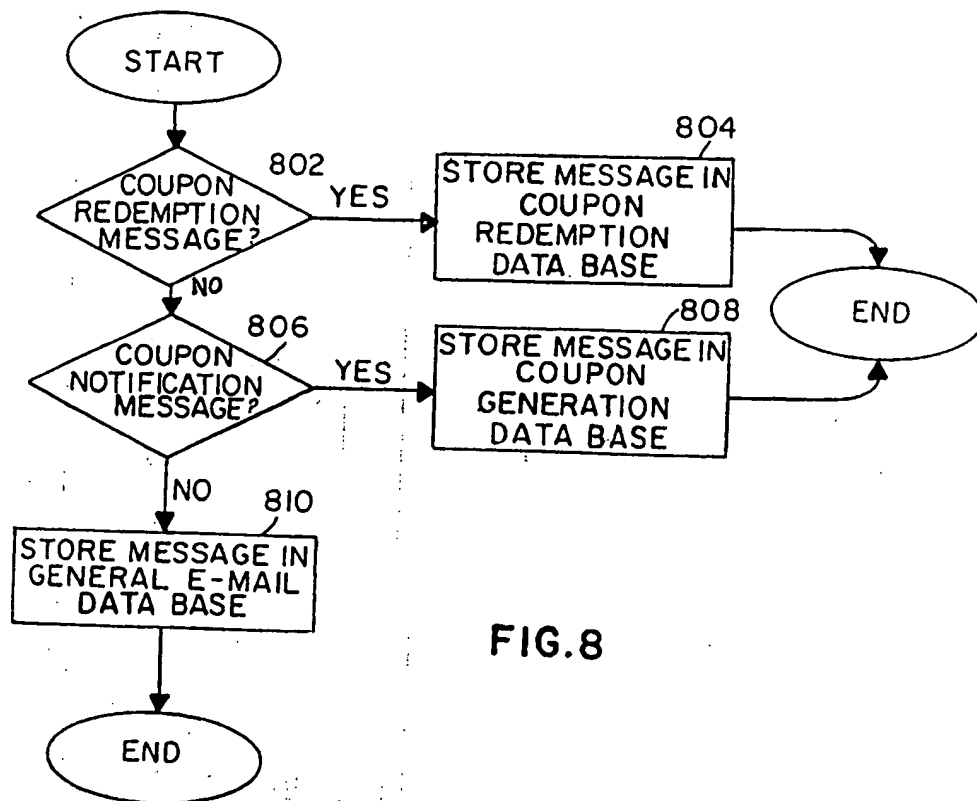 START
COUPON
REDEMPTION
MESSAGE?
802
YES
804
STORE MESSAGE IN
COUPON
REDEMPTION
DATA BASE
END
NO
COUPON
NOTIFICATION
MESSAGE?
806
YES
808
STORE MESSAGE IN
COUPON
GENERATION
DATA BASE
NO
810
STORE MESSAGE IN
GENERAL E-MAIL
DATA BASE
END
FIG.8